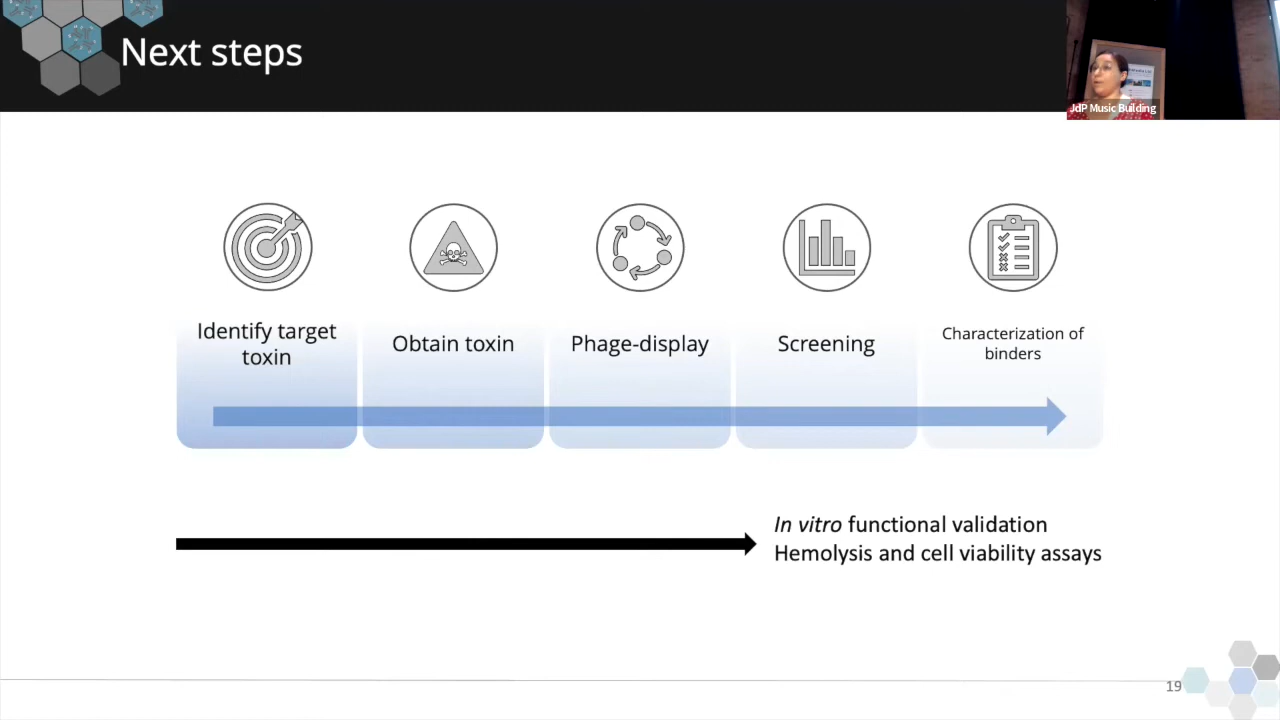 Next steps
JdP Music Building
Identify target
toxin
Obtain toxin
Phage-display
Screening
Characterization of
binders
In vitro functional validation
Hemolysis and cell viability assays
19